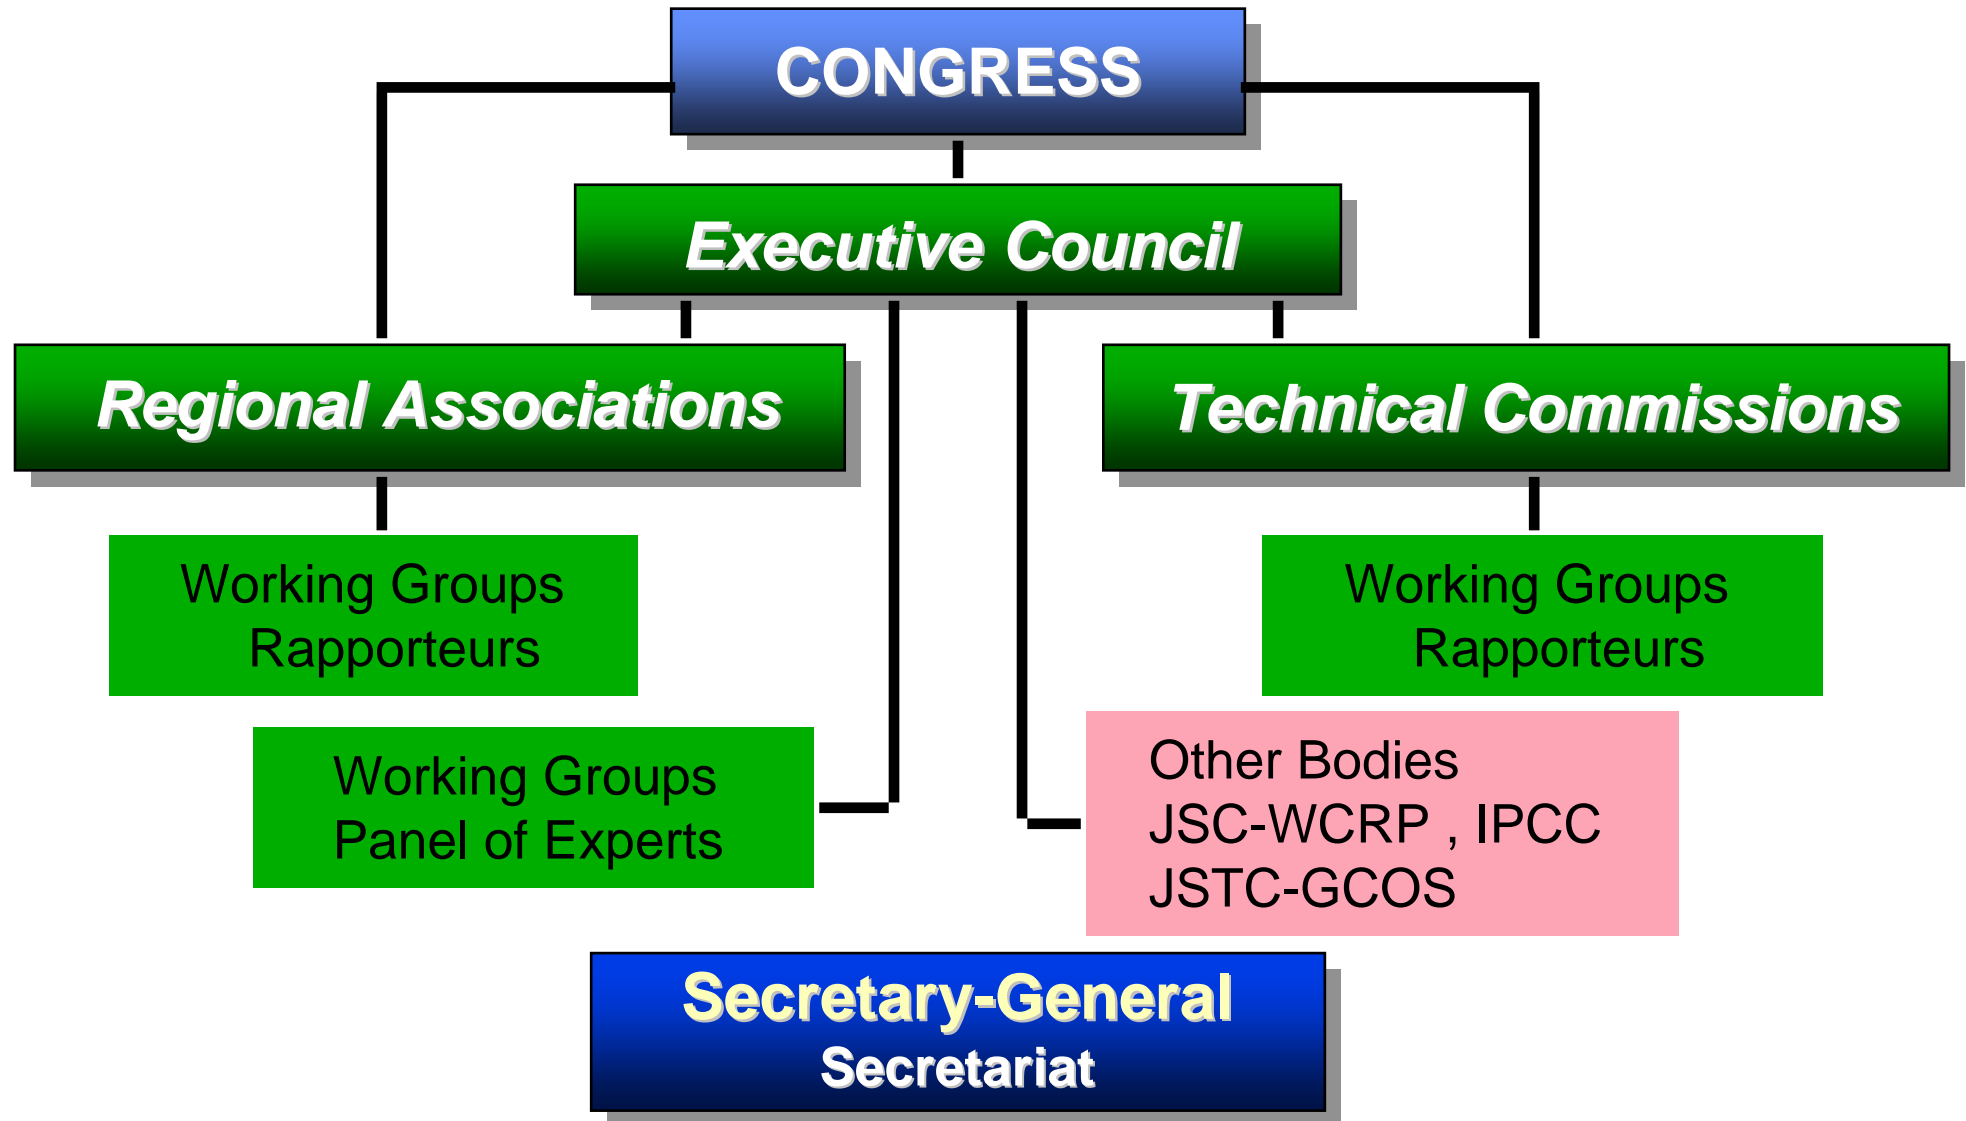 CONGRESS
Executive Council
Regional Associations
Technical Commissions
Working Groups
Rapporteurs
Working Groups
Rapporteurs
Working Groups
Panel of Experts
Other Bodies
JSC-WCRP , IPCC
JSTC-GCOS
Secretary-General
Secretariat